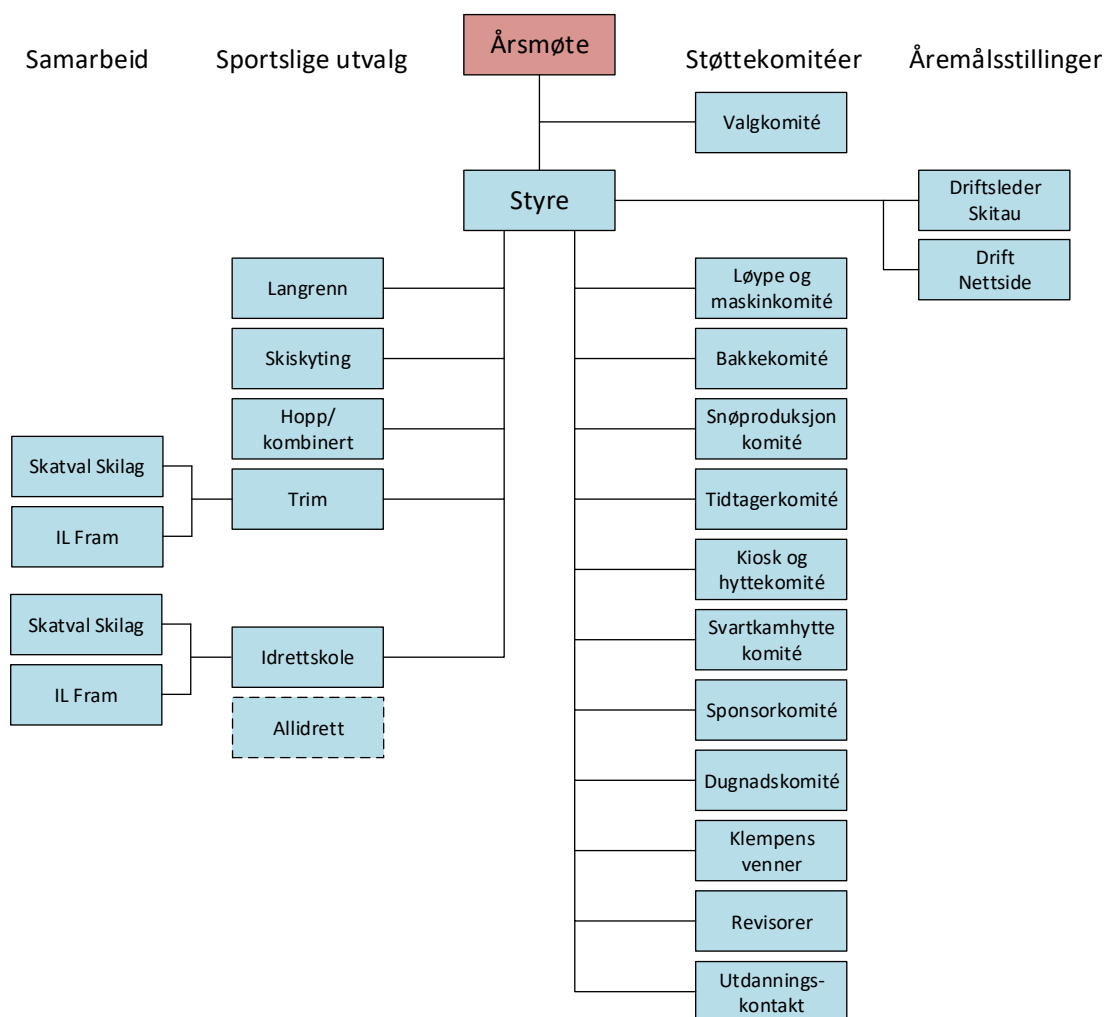 Årsmøte
Samarbeid
Sportslige utvalg
Støttekomitéer
Åremålsstillinger
Valgkomité
Styre
Driftsleder
Skitau
Drift
Nettside
Langrenn
Skiskyting
Hopp/
kombinert
Trim
Skatval Skilag
IL Fram
Skatval Skilag
IL Fram
Idrettskole
Allidrett
Løype og
maskinkomité
Bakkekomité
Snøproduksjon
komité
Tidtagerkomité
Kiosk og
hyttekomité
Svartkamhytte
komité
Sponsorkomité
Dugnadskomité
Klempens
venner
Revisorer
Utdannings-
kontakt